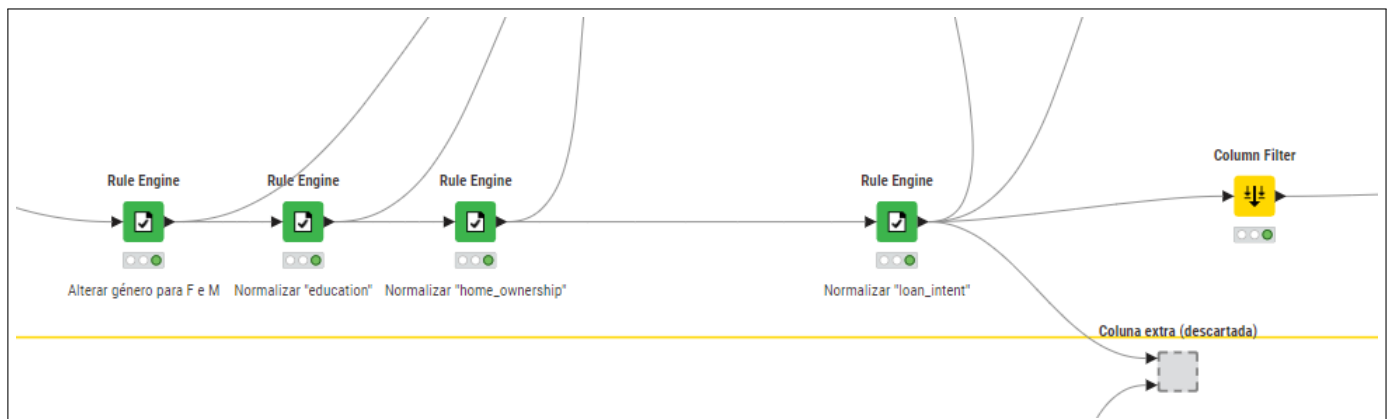 Column Filter
Rule Engine
Rule Engine
Rule Engine
Rule Engine
Alterar género para F e M
Normalizar "education"
Normalizar "home_ownership"
Normalizar "loan_intent"
Coluna extra (descartada)